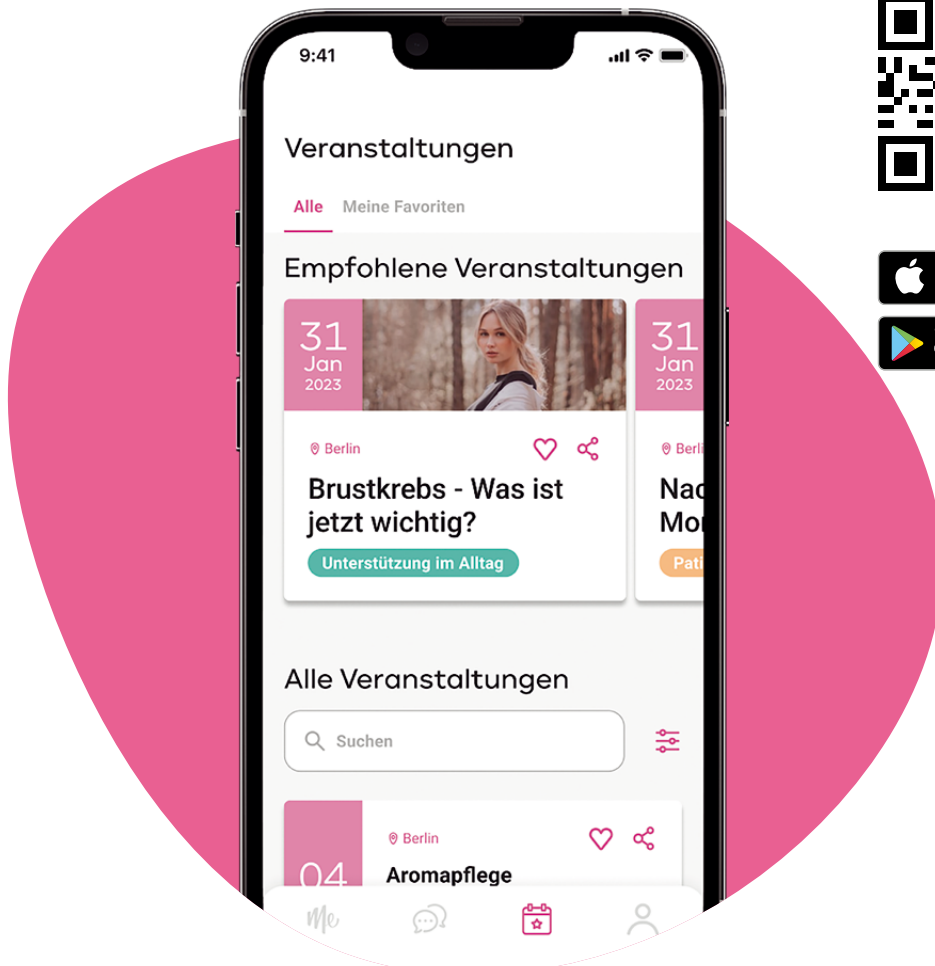 9:41
Veranstaltungen
Alle Meine Favoriten
Empfohlene Veranstaltungen
31
Jan
2023
Berlin
Brustkrebs - Was ist
jetzt wichtig?
Unterstützung im Alltag
31
Jan
2023
Alle Veranstaltungen
Suchen
04
Berlin
Aromapflege
Me